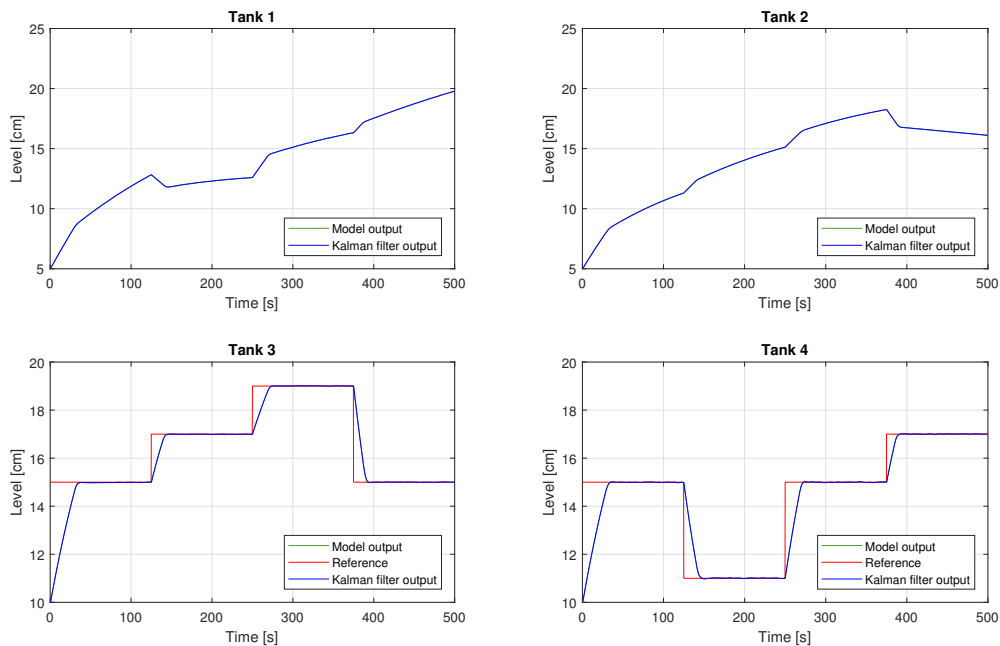 Tank 1
25
20
15
10
5
Level [cm]
Model output
Kalman filter output
0 100 200 300 400 500
Time [s]
Tank 2
25
20
15
10
5
Level [cm]
Model output
Kalman filter output
0 100 200 300 400 500
Time [s]
Tank 3
20
18
16
14
12
10
Level [cm]
Model output
Reference
Kalman filter output
0 100 200 300 400 500
Time [s]
Tank 4
20
18
16
14
12
10
Level [cm]
Model output
Reference
Kalman filter output
0 100 200 300 400 500
Time [s]